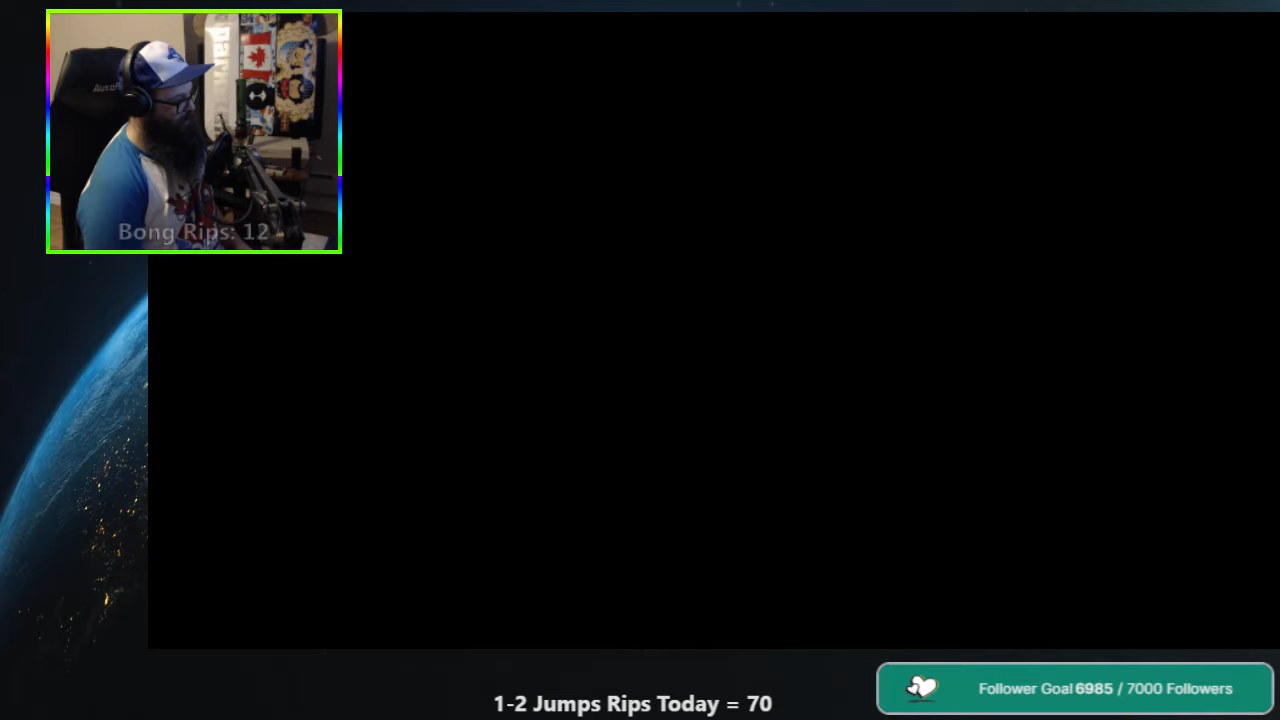 Bong Rips: 12
1-2 Jumps Rips Today = 70
Follower Goal 6985 / 7000 Followers